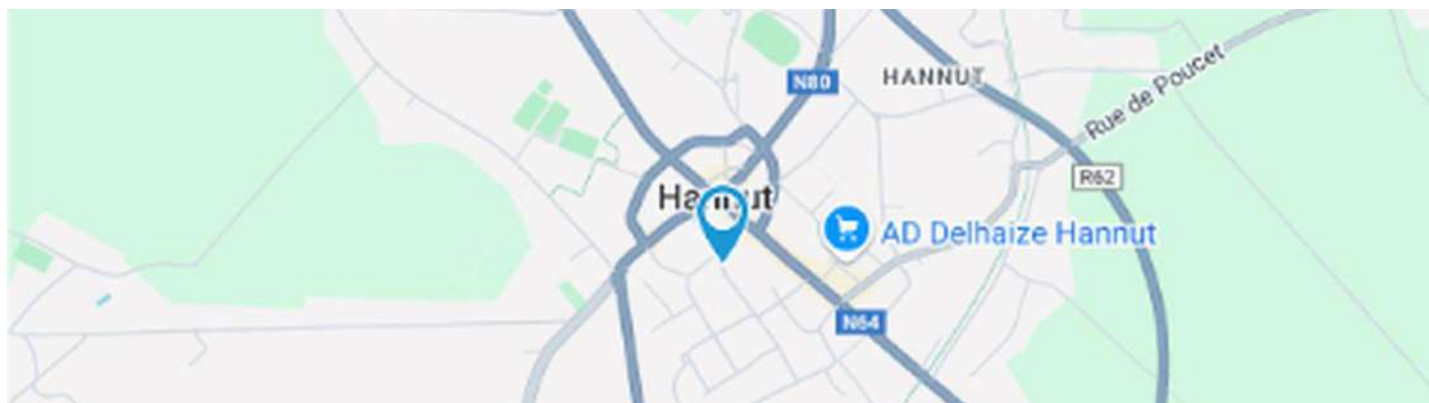 N80
HANNUT
Rue de Poucet
R62
Hannut
AD Delhaize Hannut
N64